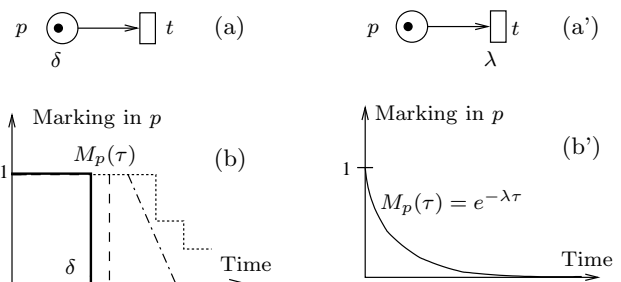 p t (a)
δ
p t (a')
λ
Marking in p
M_p(τ) (b)
1
δ
Time
Marking in p
(b')
1
M_p(τ) = e^{−λτ}
Time